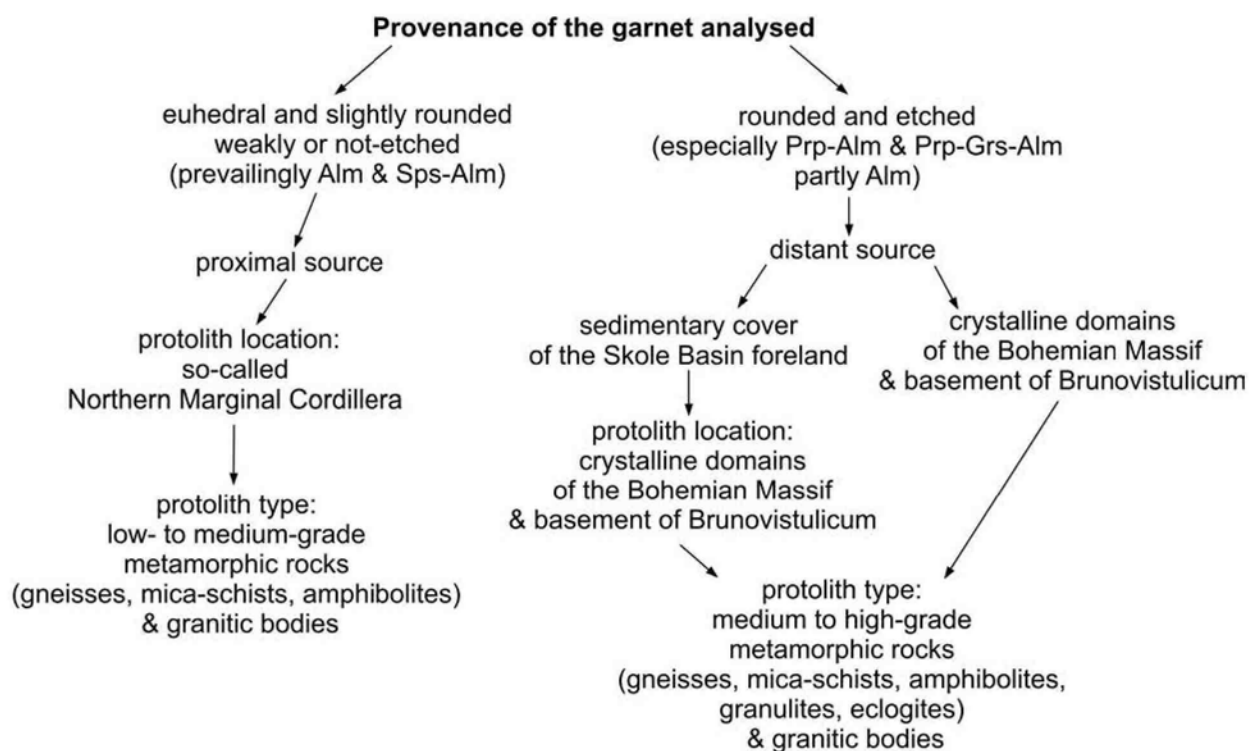 Provenance of the garnet analysed
euhedral and slightly rounded
weakly or not-etched
(prevailingly Alm & Sps-Alm)
proximal source
protolith location:
so-called
Northern Marginal Cordillera
protolith type:
low- to medium-grade
metamorphic rocks
(gneisses, mica-schists, amphibolites)
& granitic bodies
rounded and etched
(especially Prp-Alm & Prp-Grs-Alm
partly Alm)
distant source
sedimentary cover
of the Skole Basin foreland
protolith location:
crystalline domains
of the Bohemian Massif
& basement of Brunovistulicum
crystalline domains
of the Bohemian Massif
& basement of Brunovistulicum
protolith type:
medium to high-grade
metamorphic rocks
(gneisses, mica-schists, amphibolites,
granulites, eclogites)
& granitic bodies